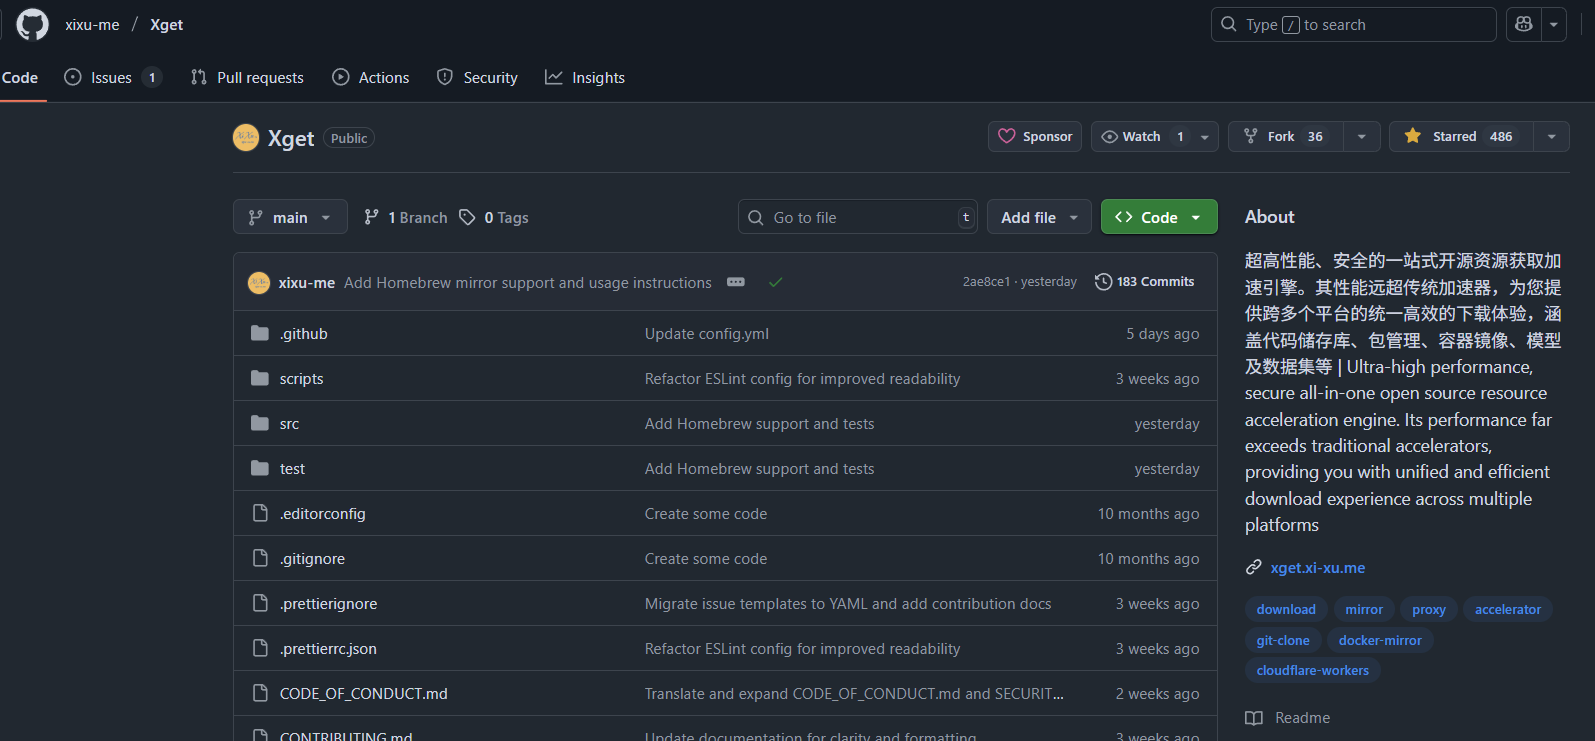 xixu-me / Xget
Type / to search
Code Issues 1 Pull requests Actions Security Insights
Xget Public
Sponsor Watch 1 Fork 36 Starred 486
main 1 Branch 0 Tags
Go to file t Add file Code
xixu-me Add Homebrew mirror support and usage instructions 2ae8ce1 · yesterday 183 Commits
.github Update config.yml 5 days ago
scripts Refactor ESLint config for improved readability 3 weeks ago
src Add Homebrew support and tests yesterday
test Add Homebrew support and tests yesterday
.editorconfig Create some code 10 months ago
.gitignore Create some code 10 months ago
.prettierignore Migrate issue templates to YAML and add contribution docs 3 weeks ago
.prettierrc.json Refactor ESLint config for improved readability 3 weeks ago
CODE_OF_CONDUCT.md Translate and expand CODE_OF_CONDUCT.md and SECURIT... 2 weeks ago
CONTRIBUTING.md Update documentation for clarity and formatting 3 weeks ago
About
超高性能、安全的一站式开源资源获取加
速引擎。其性能远超传统加速器，为您提
供跨多个平台的统一高效的下载体验，涵
盖代码储存库、包管理、容器镜像、模型
及数据集等 | Ultra-high performance,
secure all-in-one open source resource
acceleration engine. Its performance far
exceeds traditional accelerators,
providing you with unified and efficient
download experience across multiple
platforms
xget.xi-xu.me
download mirror proxy accelerator
git-clone docker-mirror
cloudflare-workers
Readme